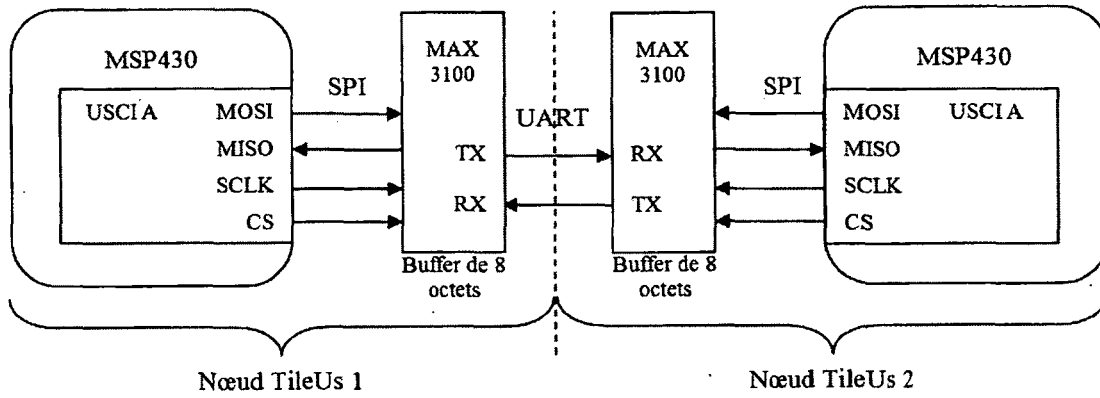 MSP430
USCI A
MOSI
MISO
SCLK
CS
SPI
MAX
3100
TX
RX
Buffer de 8
octets
UART
MAX
3100
RX
TX
Buffer de 8
octets
SPI
MSP430
MOSI
USCI A
MISO
SCLK
CS
Nœud TileUs 1
Nœud TileUs 2